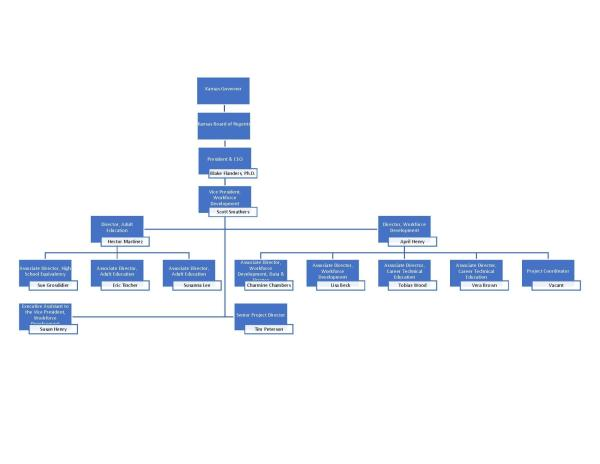 Kansas Governor
Kansas Board of Regents
President & CEO
Blake Flanders, Ph.D.
Vice President,
Workforce
Development
Scott Smathers
Director, Adult
Education
Hector Martinez
Director, Workforce
Development
April Henry
Associate Director, High
School Equivalency
Sue Grosdidier
Associate Director,
Adult Education
Eric Tincher
Associate Director,
Adult Education
Susanna Lee
Associate Director,
Workforce
Development, Data &
Charmine Chambers
Associate Director,
Workforce
Development
Lisa Beck
Associate Director,
Career Technical
Education
Tobias Wood
Associate Director,
Career Technical
Education
Vera Brown
Project Coordinator
Vacant
Executive Assistant to
the Vice President,
Workforce
Susan Henry
Senior Project Director
Tim Peterson